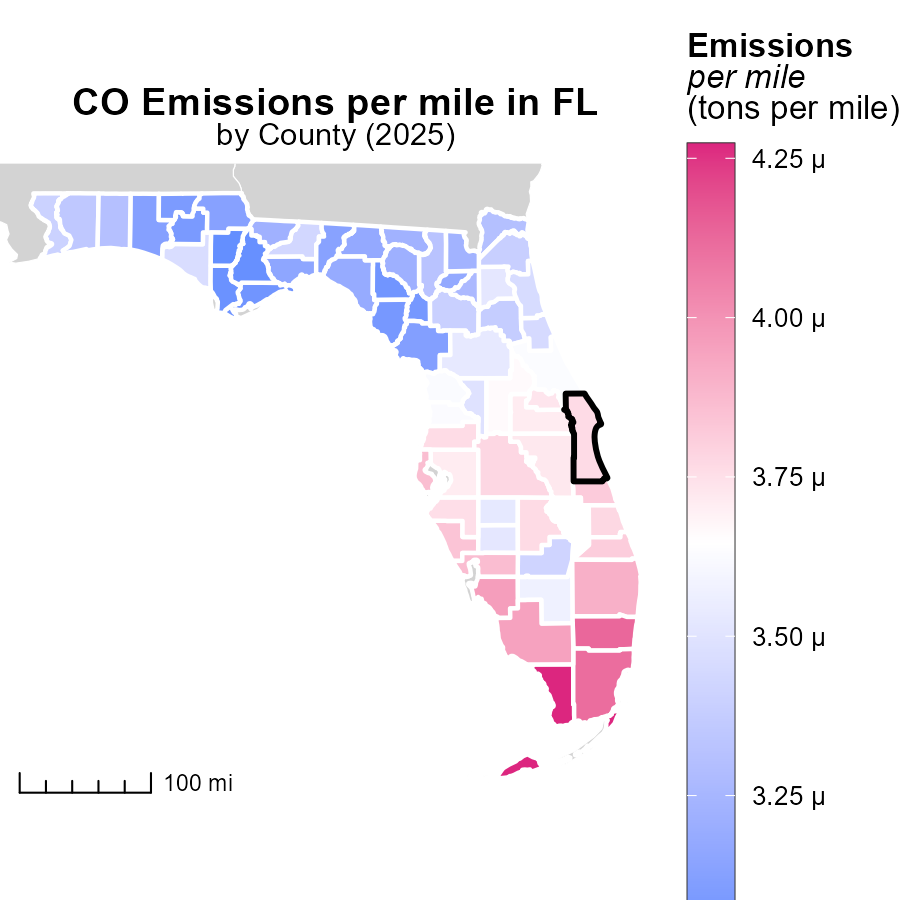 CO Emissions per mile in FL
by County (2025)
Emissions
per mile
(tons per mile)
4.25 µ
4.00 µ
3.75 µ
3.50 µ
3.25 µ
100 mi